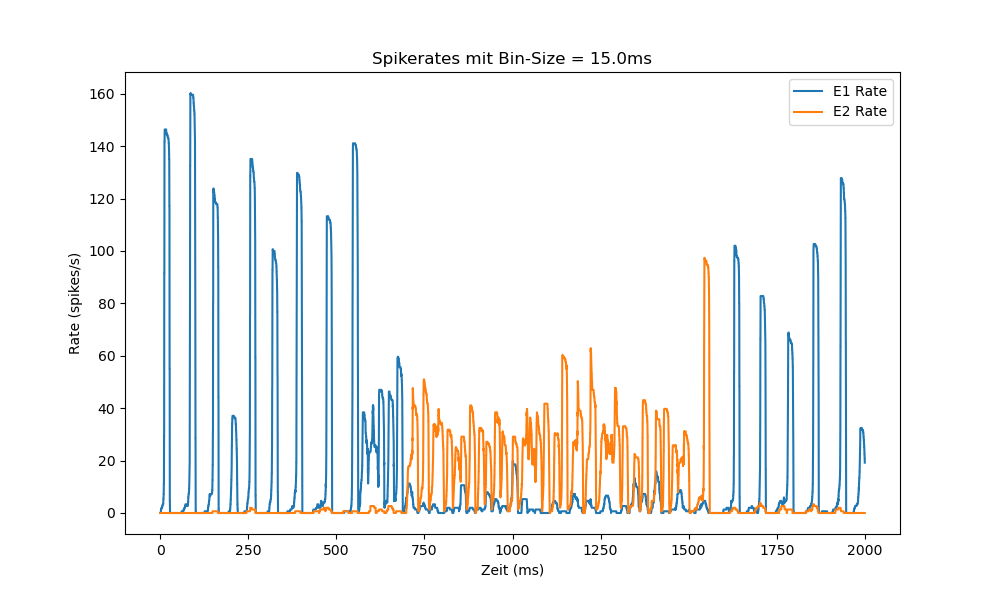 Spikerates mit Bin-Size = 15.0ms
E1 Rate
E2 Rate
160
140
120
100
80
60
40
20
0
Rate (spikes/s)
0 250 500 750 1000 1250 1500 1750 2000
Zeit (ms)